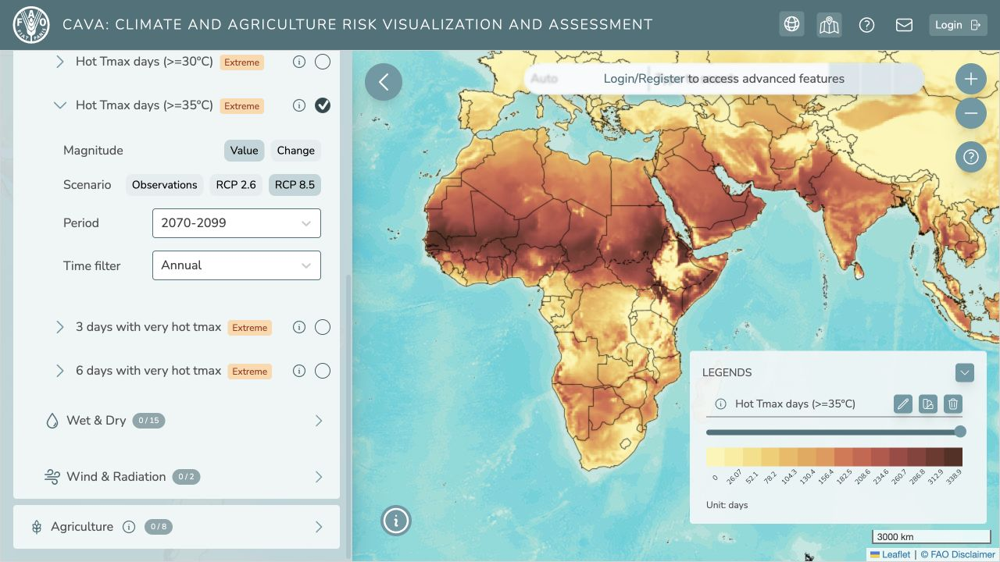 FAO
FIAT PANIS
CAVA: CLIMATE AND AGRICULTURE RISK VISUALIZATION AND ASSESSMENT
Login
Hot Tmax days (>=30°C) Extreme
Hot Tmax days (>=35°C) Extreme
Magnitude Value Change
Scenario Observations RCP 2.6 RCP 8.5
Period 2070-2099
Time filter Annual
3 days with very hot tmax Extreme
6 days with very hot tmax Extreme
Wet & Dry 0 / 15
Wind & Radiation 0 / 2
Agriculture 0 / 8
Auto
Login/Register to access advanced features
LEGENDS
Hot Tmax days (>=35°C)
0 26.07 52.1 78.2 104.3 130.4 156.4 182.5 208.6 234.6 260.7 286.8 312.9 338.9
Unit: days
3000 km
Leaflet | © FAO Disclaimer